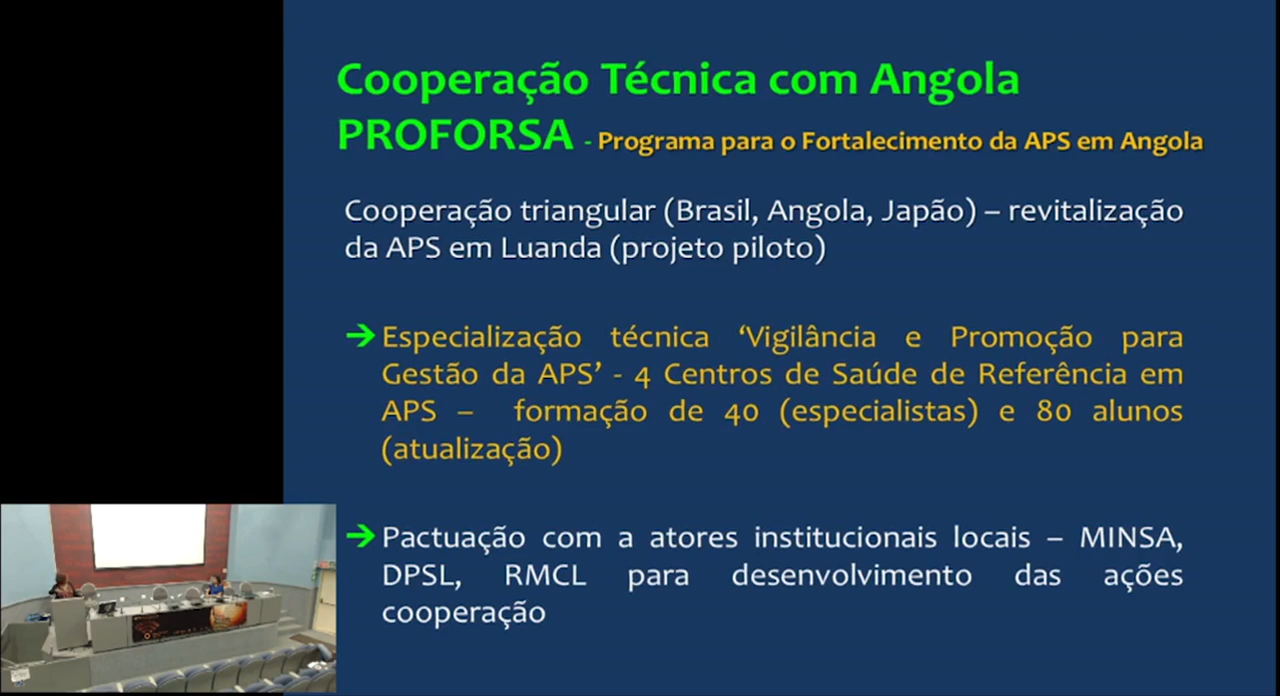 Cooperação Técnica com Angola
PROFORSA - Programa para o Fortalecimento da APS em Angola
Cooperação triangular (Brasil, Angola, Japão) – revitalização
da APS em Luanda (projeto piloto)
➔ Especialização técnica ‘Vigilância e Promoção para
Gestão da APS’ - 4 Centros de Saúde de Referência em
APS – formação de 40 (especialistas) e 80 alunos
(atualização)
➔ Pactuação com a atores institucionais locais – MINSA,
DPSL, RMCL para desenvolvimento das ações
cooperação